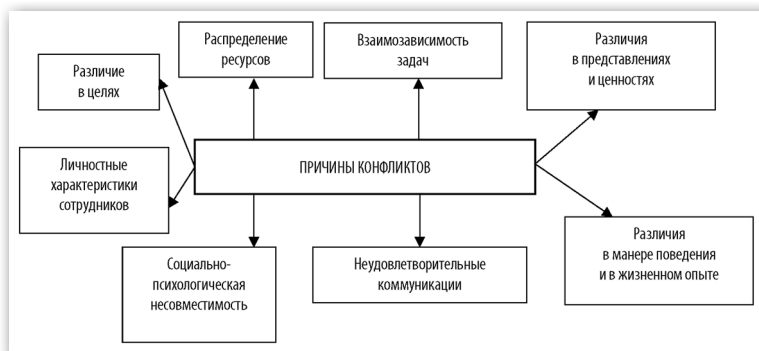 Распределение
ресурсов
Взаимозависимость
задач
Различия
в представлениях
и ценностях
Различие
в целях
ПРИЧИНЫ КОНФЛИКТОВ
Личностные
характеристики
сотрудников
Социально-
психологическая
несовместимость
Неудовлетворительные
коммуникации
Различия
в манере поведения
и в жизненном опыте